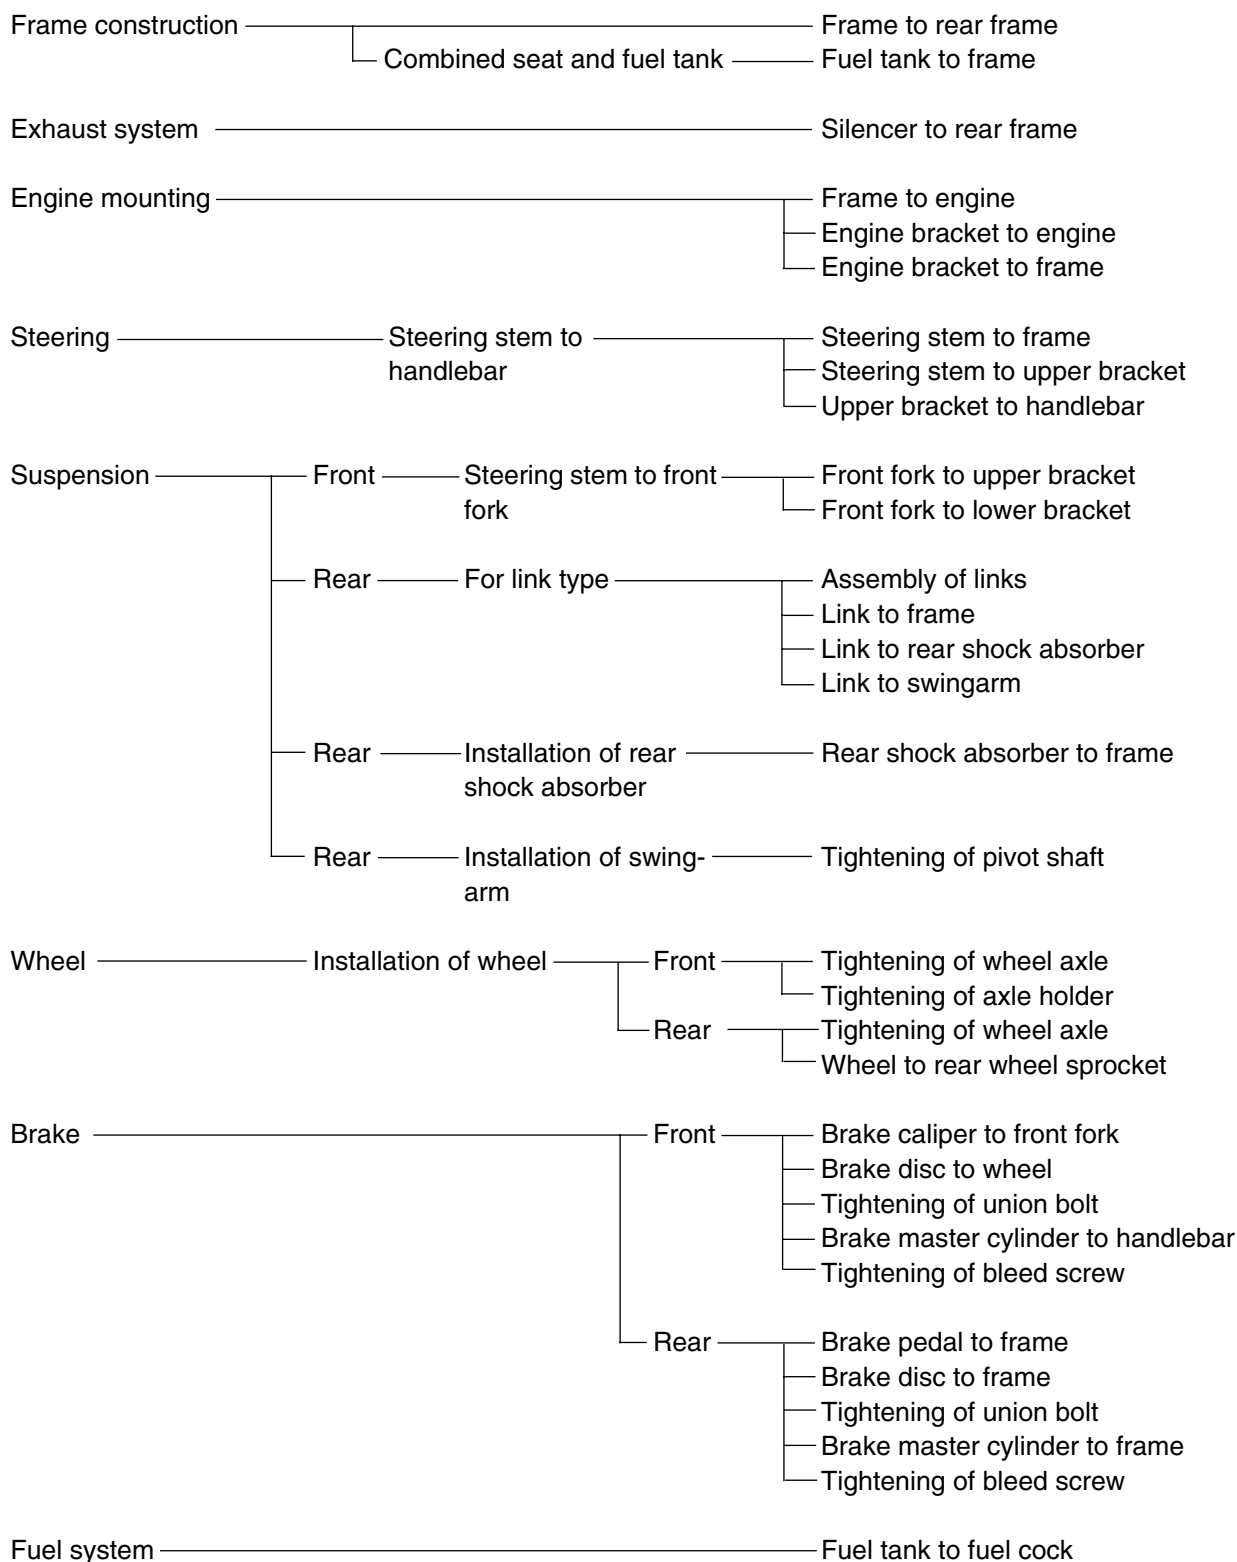 Frame construction Frame to rear frame
Combined seat and fuel tank Fuel tank to frame
Exhaust system Silencer to rear frame
Engine mounting Frame to engine
Engine bracket to engine
Engine bracket to frame
Steering Steering stem to Steering stem to frame
handlebar Steering stem to upper bracket
Upper bracket to handlebar
Suspension Front Steering stem to front Front fork to upper bracket
fork Front fork to lower bracket
Rear For link type Assembly of links
Link to frame
Link to rear shock absorber
Link to swingarm
Rear Installation of rear Rear shock absorber to frame
shock absorber
Rear Installation of swing- Tightening of pivot shaft
arm
Wheel Installation of wheel Front Tightening of wheel axle
Tightening of axle holder
Rear Tightening of wheel axle
Wheel to rear wheel sprocket
Brake Front Brake caliper to front fork
Brake disc to wheel
Tightening of union bolt
Brake master cylinder to handlebar
Tightening of bleed screw
Rear Brake pedal to frame
Brake disc to frame
Tightening of union bolt
Brake master cylinder to frame
Tightening of bleed screw
Fuel system Fuel tank to fuel cock